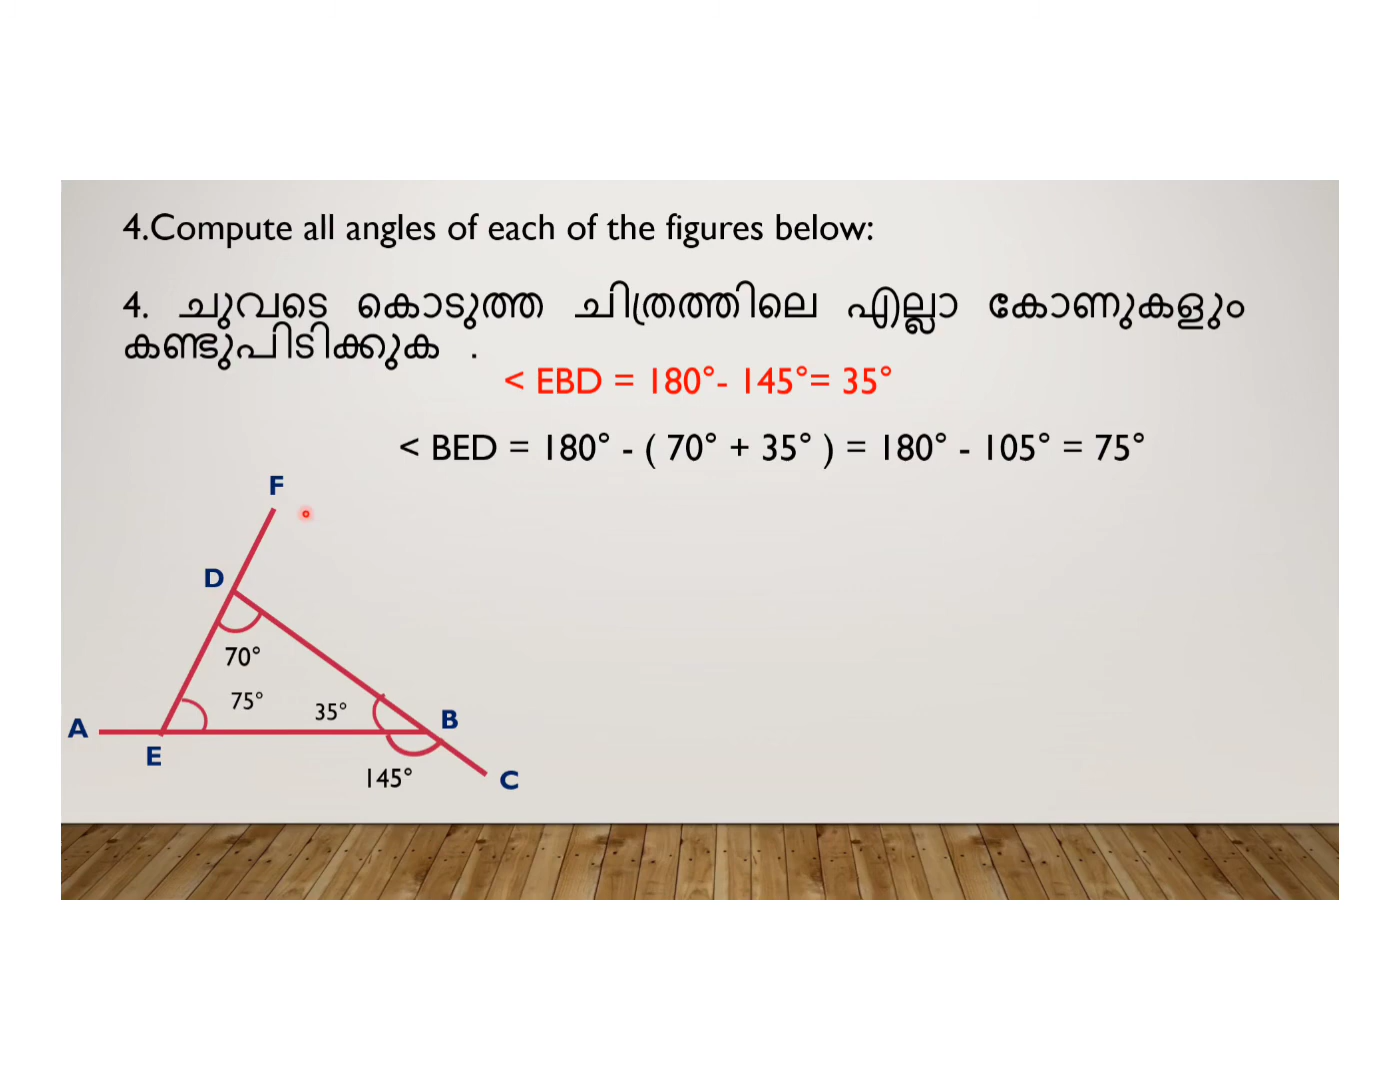 4.Compute all angles of each of the figures below:
4. ചുവടെ കൊടുത്ത ചിത്രത്തിലെ എല്ലാ കോണുകളും
കണ്ടുപിടിക്കുക .
< EBD = 180°- 145°= 35°
< BED = 180° - ( 70° + 35° ) = 180° - 105° = 75°
F
D
70°
75°
35°
B
A
E
145°
C